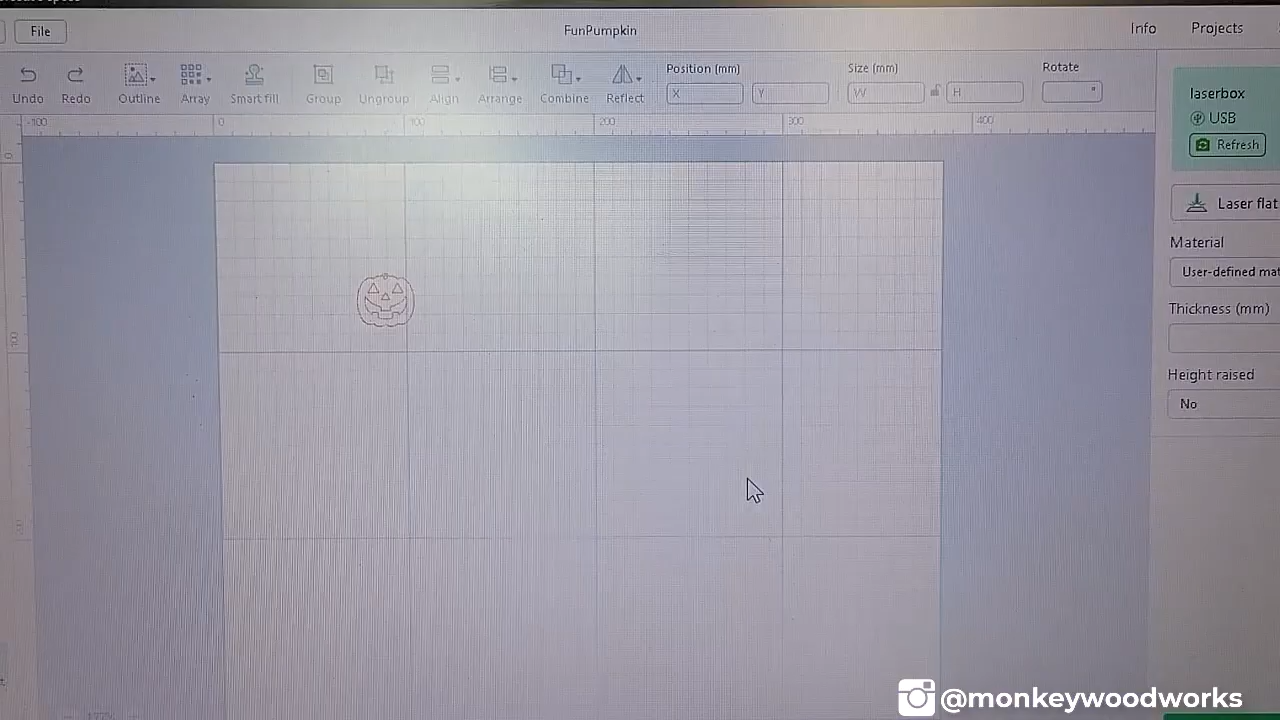 File
FunPumpkin
Info
Projects
Undo
Redo
Outline
Array
Smart fill
Group
Ungroup
Align
Arrange
Combine
Reflect
Position (mm)
X
Y
Size (mm)
W
H
Rotate
°
-100
0
100
200
300
400
0
100
laserbox
USB
Refresh
Laser flat
Material
User-defined mat
Thickness (mm)
Height raised
No
@monkeywoodworks